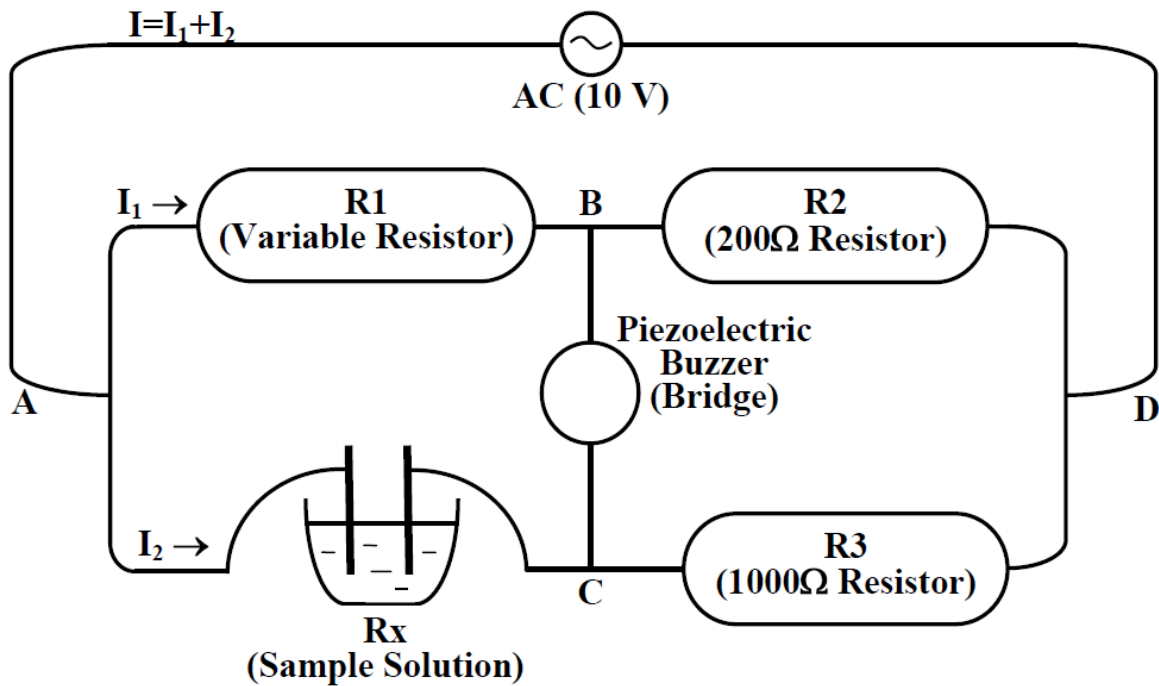 I=I₁+I₂
AC (10 V)
I₁ →
R1
(Variable Resistor)
B
R2
(200Ω Resistor)
Piezoelectric
Buzzer
(Bridge)
A
D
I₂ →
R3
(1000Ω Resistor)
C
Rx
(Sample Solution)